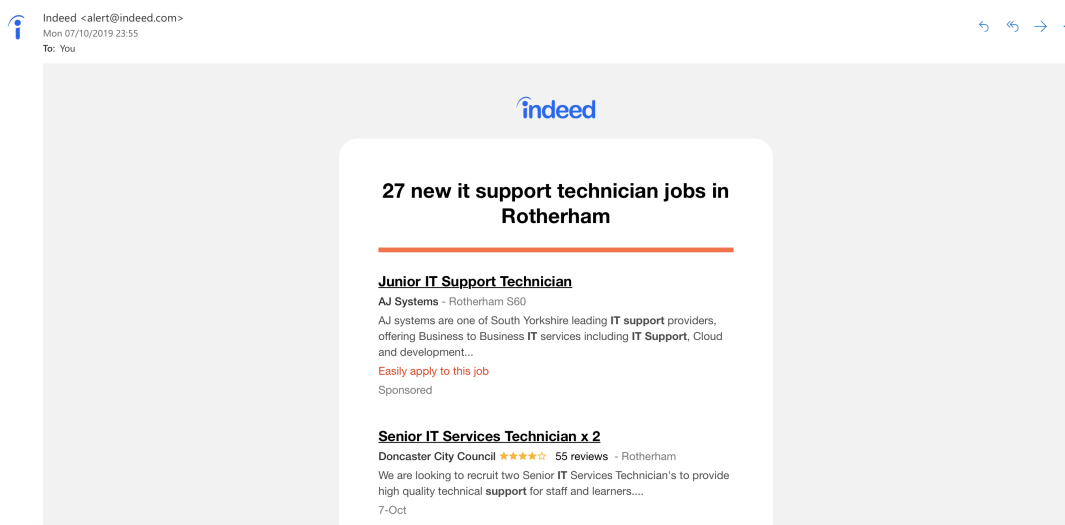 Indeed <alert@indeed.com>
Mon 07/10/2019 23:55
To: You
indeed
27 new it support technician jobs in
Rotherham
Junior IT Support Technician
AJ Systems - Rotherham S60
AJ systems are one of South Yorkshire leading IT support providers,
offering Business to Business IT services including IT Support, Cloud
and development...
Easily apply to this job
Sponsored
Senior IT Services Technician x 2
Doncaster City Council ★★★★☆ 55 reviews - Rotherham
We are looking to recruit two Senior IT Services Technician's to provide
high quality technical support for staff and learners....
7-Oct